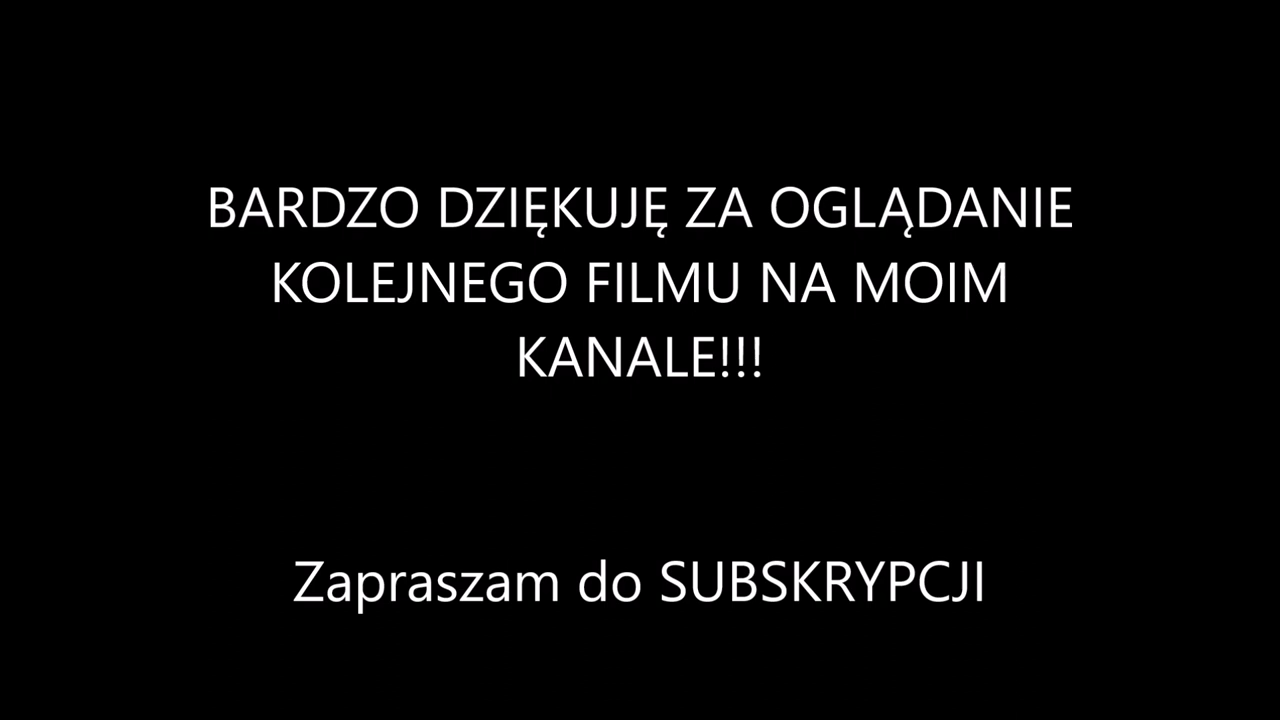 BARDZO DZIĘKUJĘ ZA OGLĄDANIE
KOLEJNEGO FILMU NA MOIM
KANALE!!!
Zapraszam do SUBSKRYPCJI